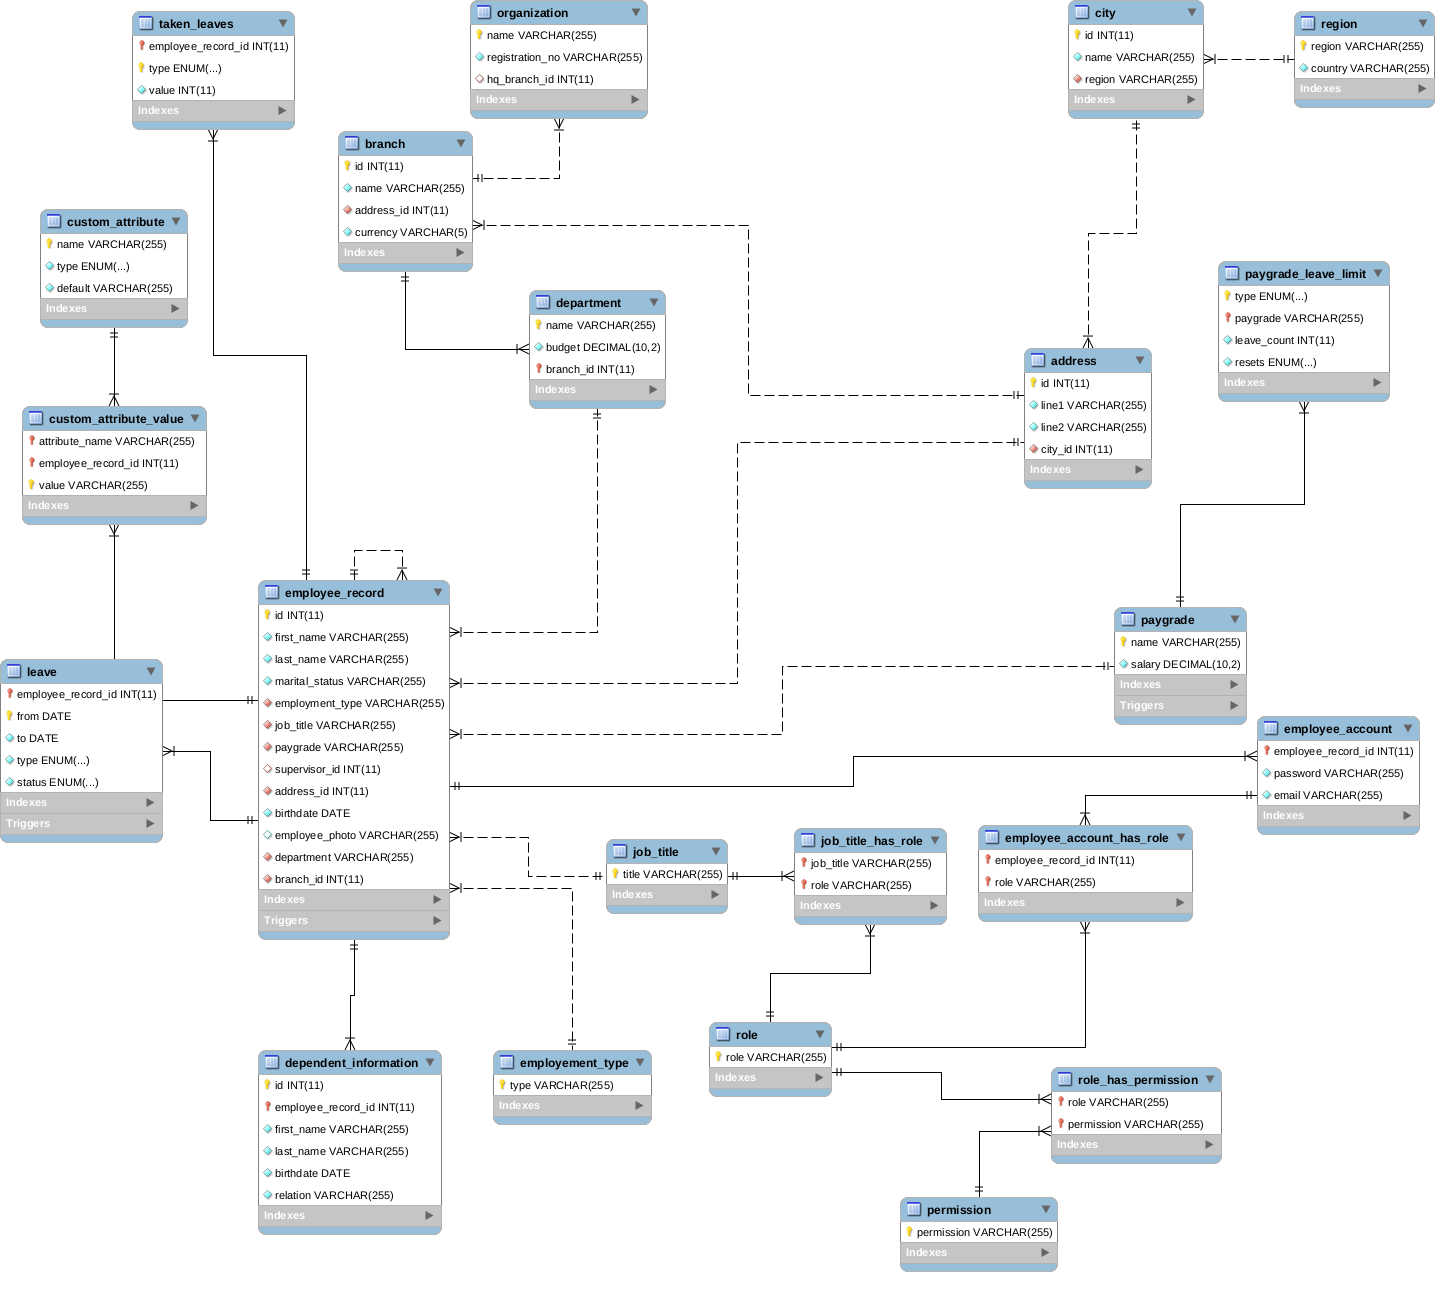 taken_leaves
employee_record_id INT(11)
type ENUM(...)
value INT(11)
Indexes
organization
name VARCHAR(255)
registration_no VARCHAR(255)
hq_branch_id INT(11)
Indexes
city
id INT(11)
name VARCHAR(255)
region VARCHAR(255)
Indexes
region
region VARCHAR(255)
country VARCHAR(255)
Indexes
branch
id INT(11)
name VARCHAR(255)
address_id INT(11)
currency VARCHAR(5)
Indexes
custom_attribute
name VARCHAR(255)
type ENUM(...)
default VARCHAR(255)
Indexes
department
name VARCHAR(255)
budget DECIMAL(10,2)
branch_id INT(11)
Indexes
paygrade_leave_limit
type ENUM(...)
paygrade VARCHAR(255)
leave_count INT(11)
resets ENUM(...)
Indexes
address
id INT(11)
line1 VARCHAR(255)
line2 VARCHAR(255)
city_id INT(11)
Indexes
custom_attribute_value
attribute_name VARCHAR(255)
employee_record_id INT(11)
value VARCHAR(255)
Indexes
employee_record
id INT(11)
first_name VARCHAR(255)
last_name VARCHAR(255)
marital_status VARCHAR(255)
employment_type VARCHAR(255)
job_title VARCHAR(255)
paygrade VARCHAR(255)
supervisor_id INT(11)
address_id INT(11)
birthdate DATE
employee_photo VARCHAR(255)
department VARCHAR(255)
branch_id INT(11)
Indexes
Triggers
leave
employee_record_id INT(11)
from DATE
to DATE
type ENUM(...)
status ENUM(...)
Indexes
Triggers
paygrade
name VARCHAR(255)
salary DECIMAL(10,2)
Indexes
Triggers
employee_account
employee_record_id INT(11)
password VARCHAR(255)
email VARCHAR(255)
Indexes
job_title
title VARCHAR(255)
Indexes
job_title_has_role
job_title VARCHAR(255)
role VARCHAR(255)
Indexes
employee_account_has_role
employee_record_id INT(11)
role VARCHAR(255)
Indexes
dependent_information
id INT(11)
employee_record_id INT(11)
first_name VARCHAR(255)
last_name VARCHAR(255)
birthdate DATE
relation VARCHAR(255)
Indexes
employement_type
type VARCHAR(255)
Indexes
role
role VARCHAR(255)
Indexes
role_has_permission
role VARCHAR(255)
permission VARCHAR(255)
Indexes
permission
permission VARCHAR(255)
Indexes